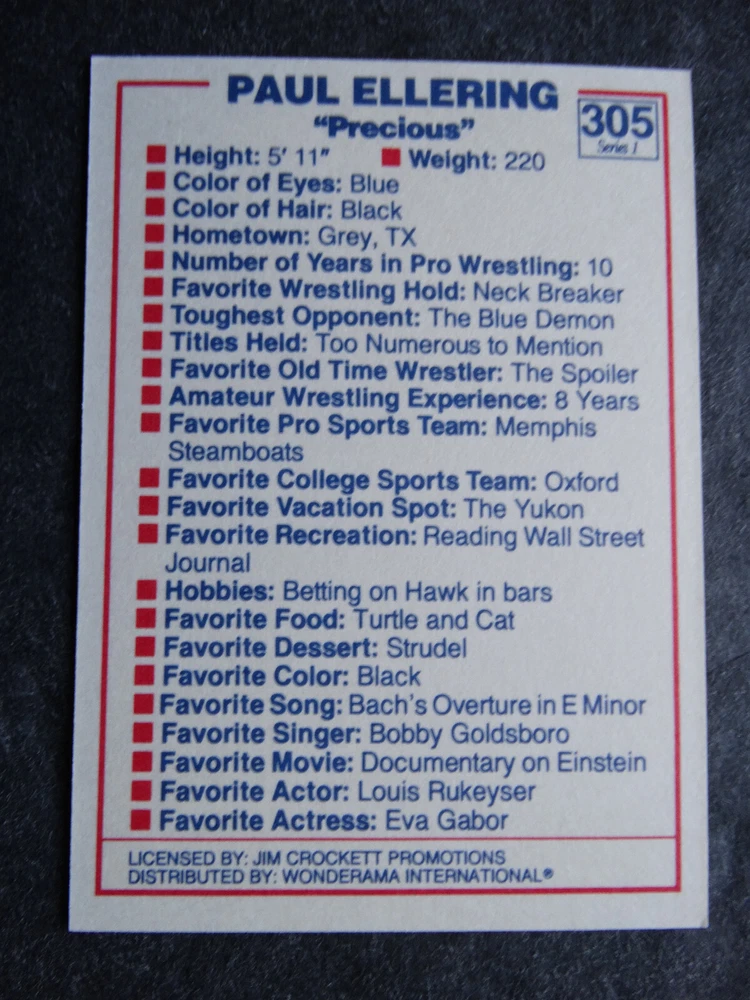 PAUL ELLERING
"Precious"
305
Series 1
Height: 5' 11" Weight: 220
Color of Eyes: Blue
Color of Hair: Black
Hometown: Grey, TX
Number of Years in Pro Wrestling: 10
Favorite Wrestling Hold: Neck Breaker
Toughest Opponent: The Blue Demon
Titles Held: Too Numerous to Mention
Favorite Old Time Wrestler: The Spoiler
Amateur Wrestling Experience: 8 Years
Favorite Pro Sports Team: Memphis
Steamboats
Favorite College Sports Team: Oxford
Favorite Vacation Spot: The Yukon
Favorite Recreation: Reading Wall Street
Journal
Hobbies: Betting on Hawk in bars
Favorite Food: Turtle and Cat
Favorite Dessert: Strudel
Favorite Color: Black
Favorite Song: Bach's Overture in E Minor
Favorite Singer: Bobby Goldsboro
Favorite Movie: Documentary on Einstein
Favorite Actor: Louis Rukeyser
Favorite Actress: Eva Gabor
LICENSED BY: JIM CROCKETT PROMOTIONS
DISTRIBUTED BY: WONDERAMA INTERNATIONAL®